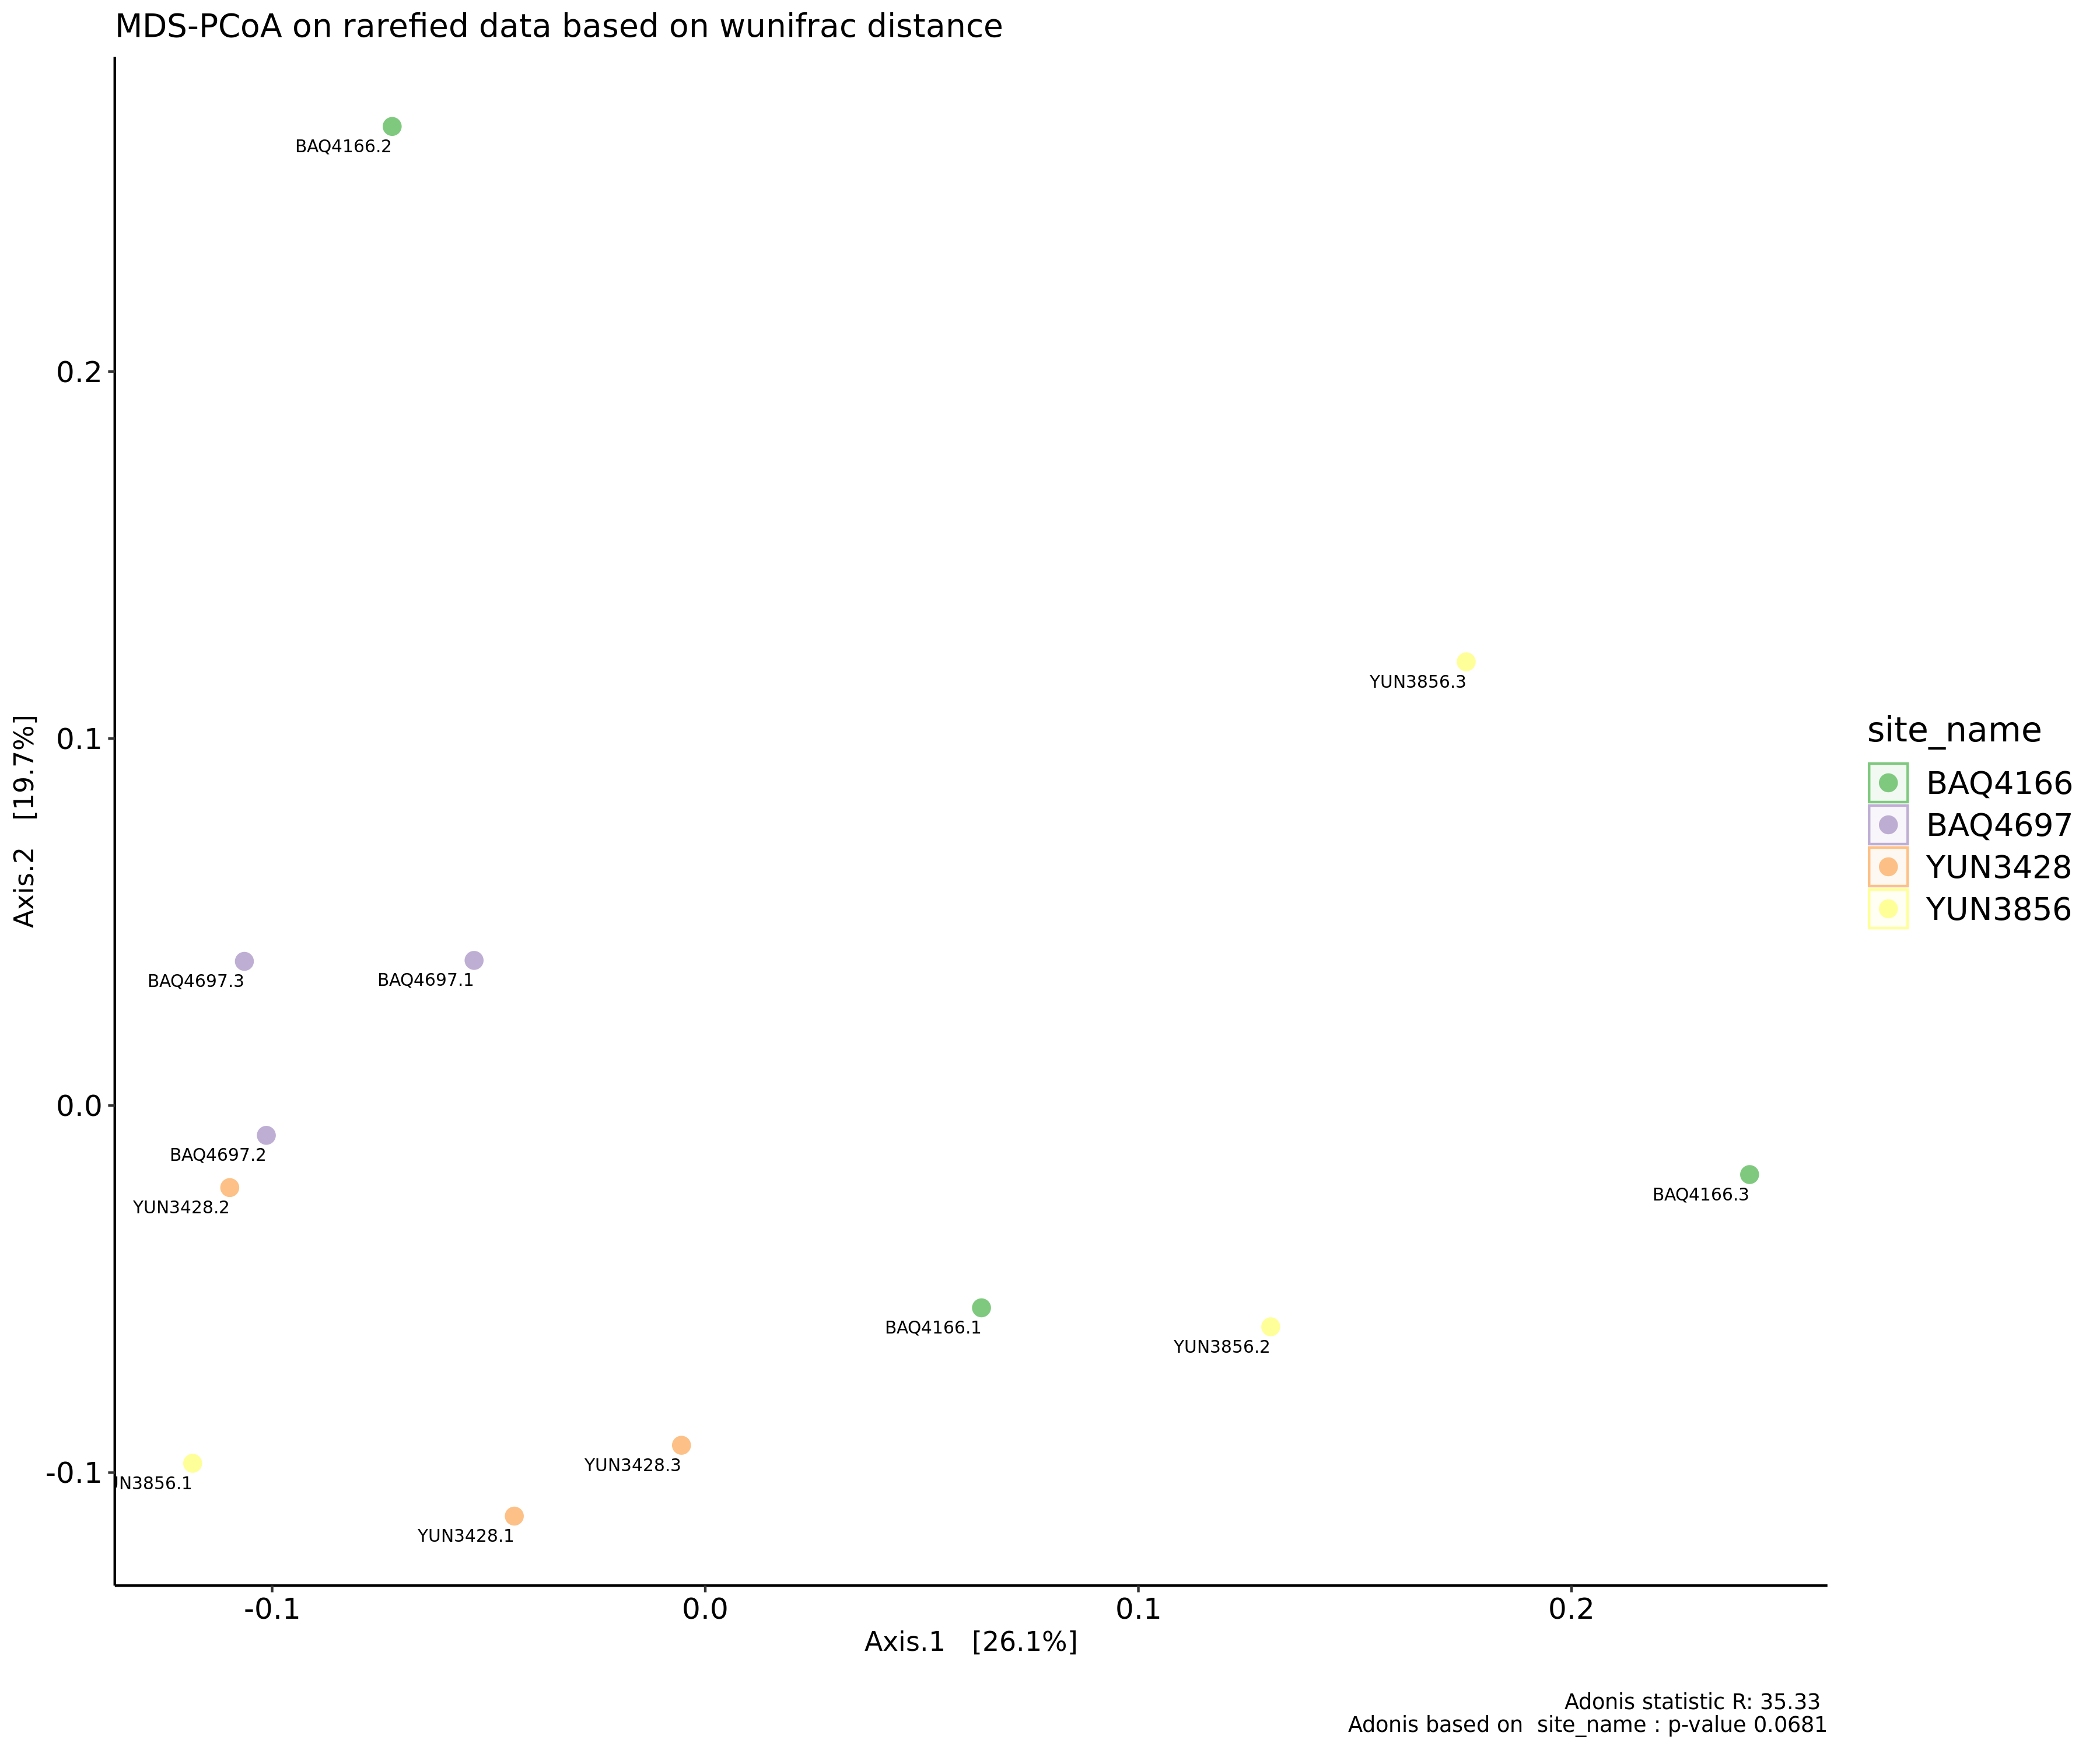 MDS-PCoA on rarefied data based on wunifrac distance
BAQ4166.2
0.2
YUN3856.3
0.1
Axis.2 [19.7%]
site_name
BAQ4166
BAQ4697
YUN3428
YUN3856
BAQ4697.3
BAQ4697.1
0.0
BAQ4697.2
YUN3428.2
BAQ4166.3
BAQ4166.1
YUN3856.2
YUN3428.3
-0.1
UN3856.1
YUN3428.1
-0.1
0.0
0.1
0.2
Axis.1 [26.1%]
Adonis statistic R: 35.33
Adonis based on site_name : p-value 0.0681